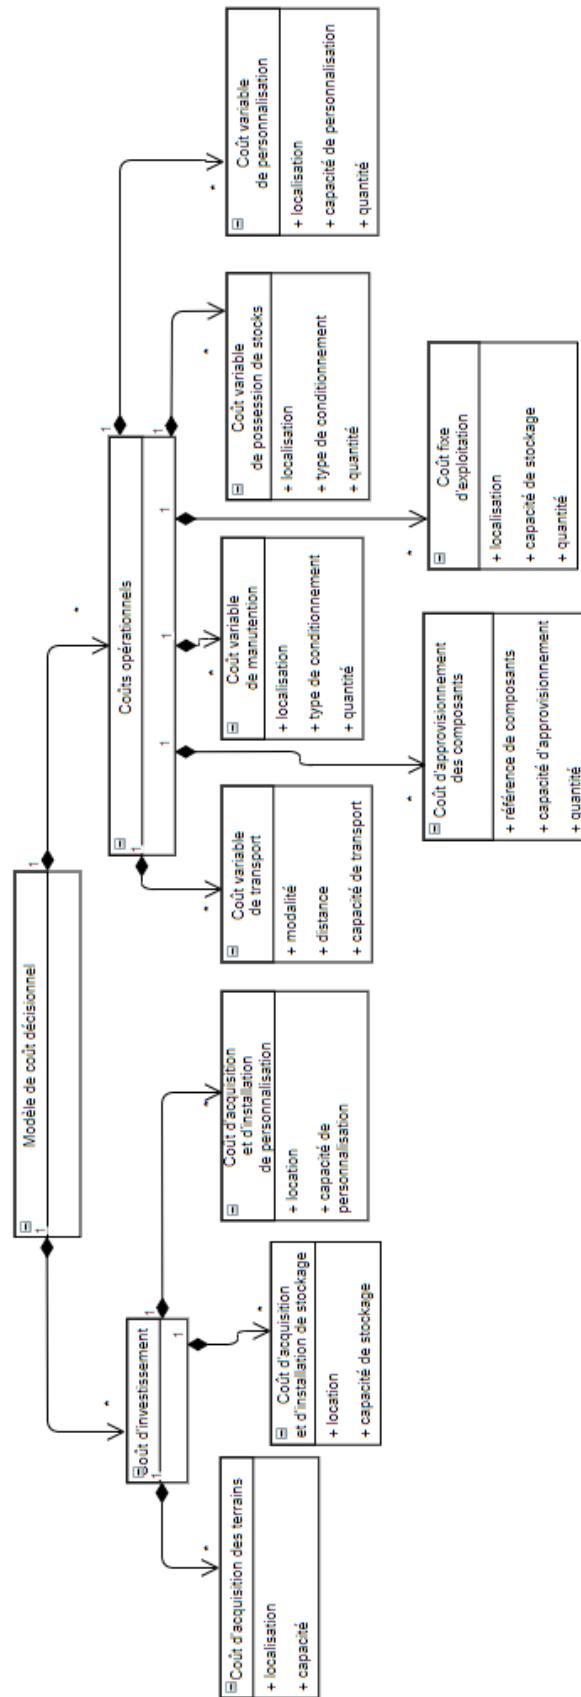 Modèle de coût décisionnel
1
1
*
*
oût d'investissement
1
1
1
Coûts opérationnels
1
1
1
1
1
1
*
Coût d'acquisition des terrains
+ localisation
+ capacité
*
Coût d'acquisition
et d'installation de stockage
+ location
+ capacité de stockage
*
Coût d'acquisition
et d'installation
de personnalisation
+ location
+ capacité de
personnalisation
*
Coût variable
de transport
+ modalité
+ distance
+ capacité de transport
*
Coût d'approvisionnement
des composants
+ référence de composants
+ capacité d'approvisionnement
+ quantité
*
Coût variable
de manutention
+ localisation
+ type de conditionnement
+ quantité
*
Coût fixe
d'exploitation
+ localisation
+ capacité de stockage
+ quantité
*
Coût variable
de possession de stocks
+ localisation
+ type de conditionnement
+ quantité
*
Coût variable
de personnalisation
+ localisation
+ capacité de personnalisation
+ quantité